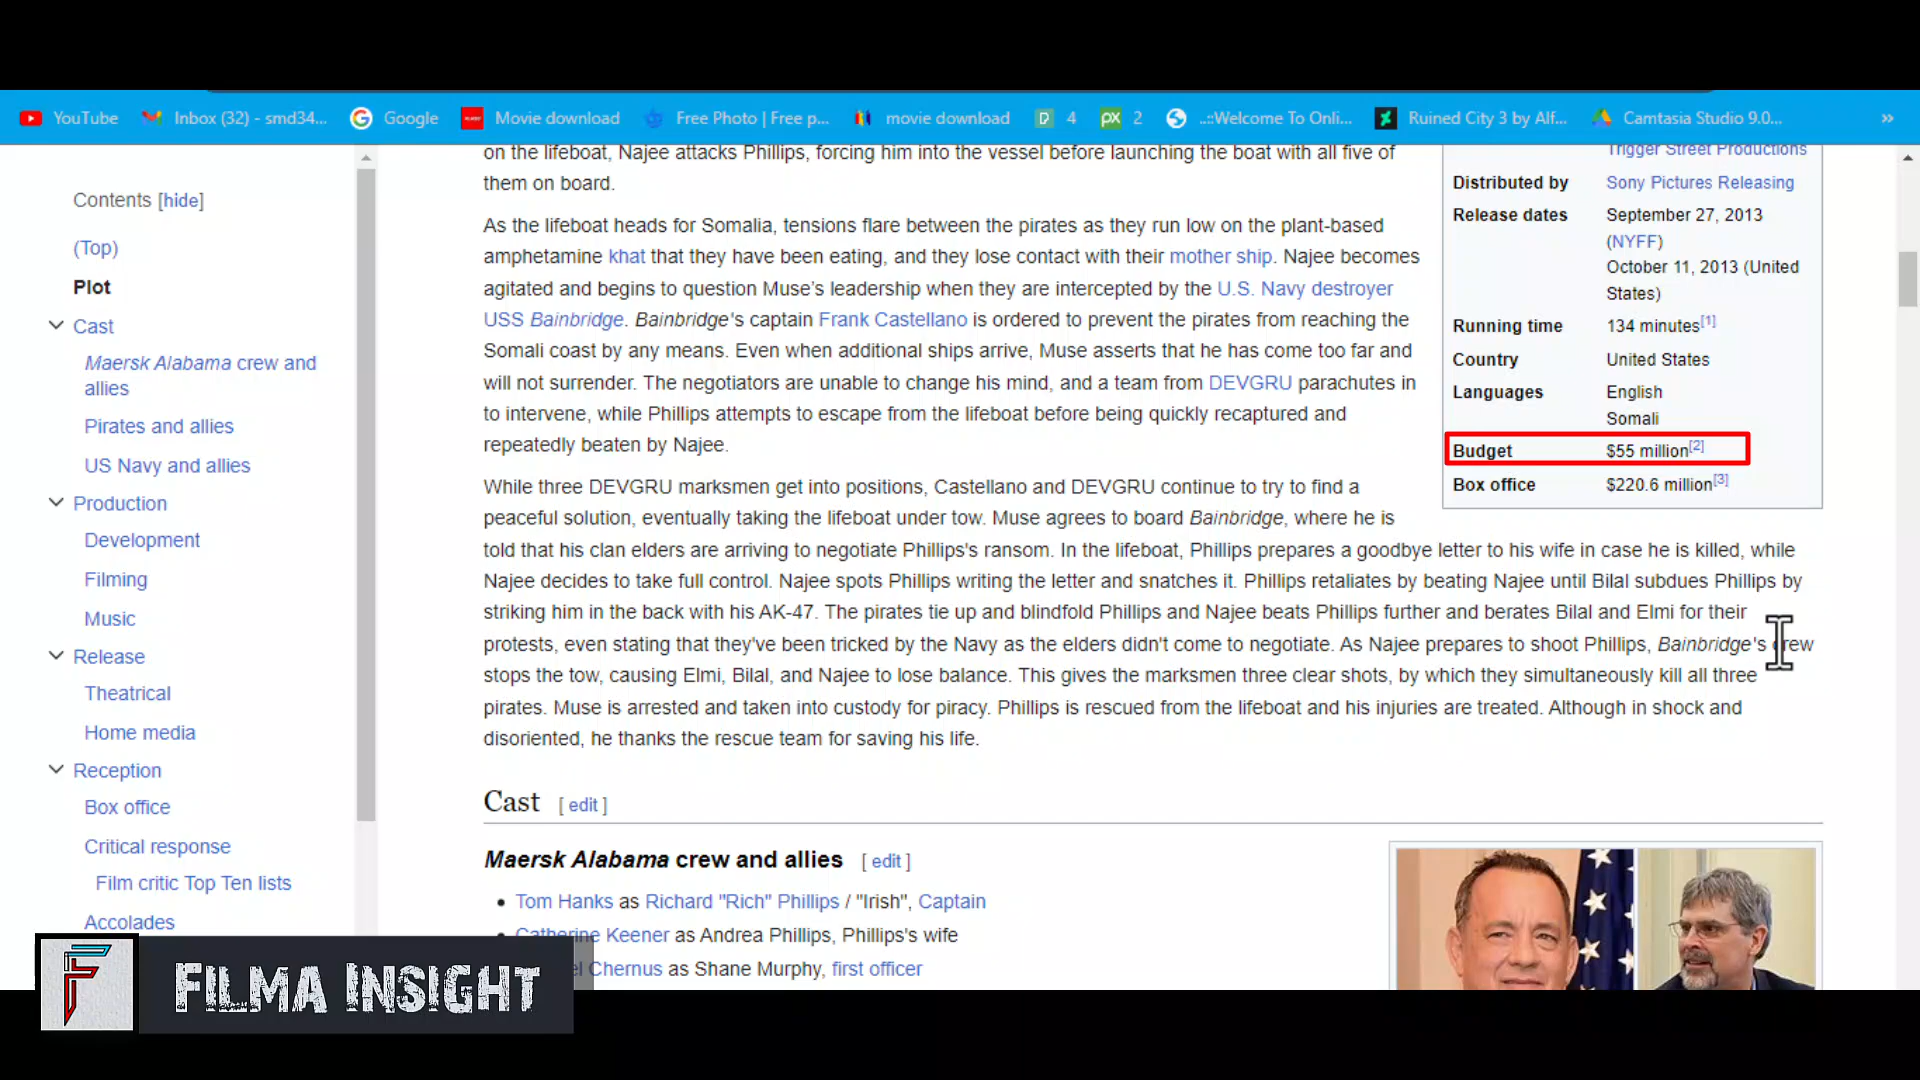 YouTube
Inbox (32) - smd34...
Google
Movie download
Free Photo | Free p...
movie download
4
px 2
..::Welcome To Onli...
Ruined City 3 by Alf...
Camtasia Studio 9.0...
»
Contents [hide]
(Top)
Plot
Cast
Maersk Alabama crew and
allies
Pirates and allies
US Navy and allies
Production
Development
Filming
Music
Release
Theatrical
Home media
Reception
Box office
Critical response
Film critic Top Ten lists
Accolades
on the lifeboat, Najee attacks Phillips, forcing him into the vessel before launching the boat with all five of
them on board.
As the lifeboat heads for Somalia, tensions flare between the pirates as they run low on the plant-based
amphetamine khat that they have been eating, and they lose contact with their mother ship. Najee becomes
agitated and begins to question Muse's leadership when they are intercepted by the U.S. Navy destroyer
USS Bainbridge. Bainbridge's captain Frank Castellano is ordered to prevent the pirates from reaching the
Somali coast by any means. Even when additional ships arrive, Muse asserts that he has come too far and
will not surrender. The negotiators are unable to change his mind, and a team from DEVGRU parachutes in
to intervene, while Phillips attempts to escape from the lifeboat before being quickly recaptured and
repeatedly beaten by Najee.
While three DEVGRU marksmen get into positions, Castellano and DEVGRU continue to try to find a
peaceful solution, eventually taking the lifeboat under tow. Muse agrees to board Bainbridge, where he is
told that his clan elders are arriving to negotiate Phillips's ransom. In the lifeboat, Phillips prepares a goodbye letter to his wife in case he is killed, while
Najee decides to take full control. Najee spots Phillips writing the letter and snatches it. Phillips retaliates by beating Najee until Bilal subdues Phillips by
striking him in the back with his AK-47. The pirates tie up and blindfold Phillips and Najee beats Phillips further and berates Bilal and Elmi for their
protests, even stating that they've been tricked by the Navy as the elders didn't come to negotiate. As Najee prepares to shoot Phillips, Bainbridge's crew
stops the tow, causing Elmi, Bilal, and Najee to lose balance. This gives the marksmen three clear shots, by which they simultaneously kill all three
pirates. Muse is arrested and taken into custody for piracy. Phillips is rescued from the lifeboat and his injuries are treated. Although in shock and
disoriented, he thanks the rescue team for saving his life.
Trigger Street Productions
Distributed by Sony Pictures Releasing
Release dates September 27, 2013
(NYFF)
October 11, 2013 (United
States)
Running time 134 minutes[1]
Country United States
Languages English
Somali
Budget $55 million[2]
Box office $220.6 million[3]
Cast [ edit ]
Maersk Alabama crew and allies [ edit ]
• Tom Hanks as Richard "Rich" Phillips / "Irish", Captain
• Catherine Keener as Andrea Phillips, Phillips's wife
Chernus as Shane Murphy, first officer
FILMA INSIGHT